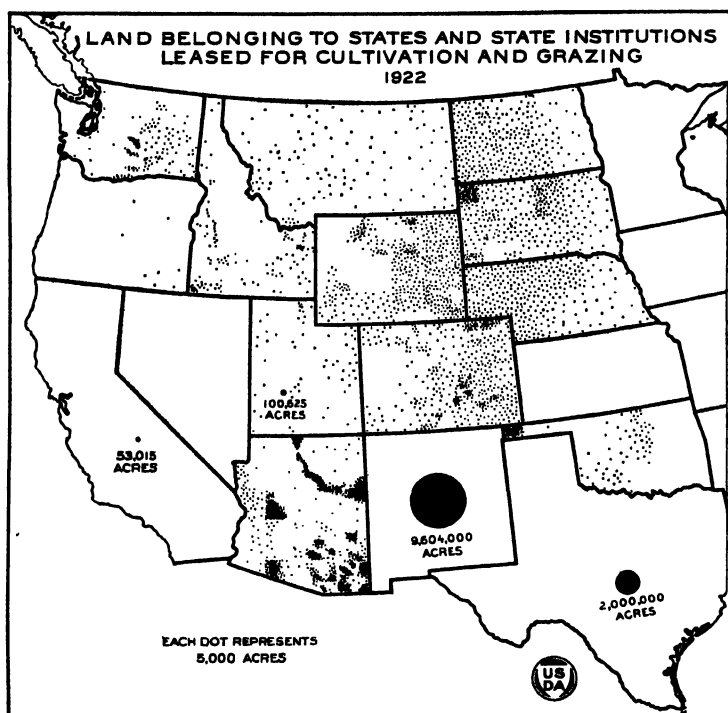 LAND BELONGING TO STATES AND STATE INSTITUTIONS
LEASED FOR CULTIVATION AND GRAZING
1922
100,625
ACRES
53,015
ACRES
9,604,000
ACRES
2,000,000
ACRES
EACH DOT REPRESENTS
5,000 ACRES
US
DA